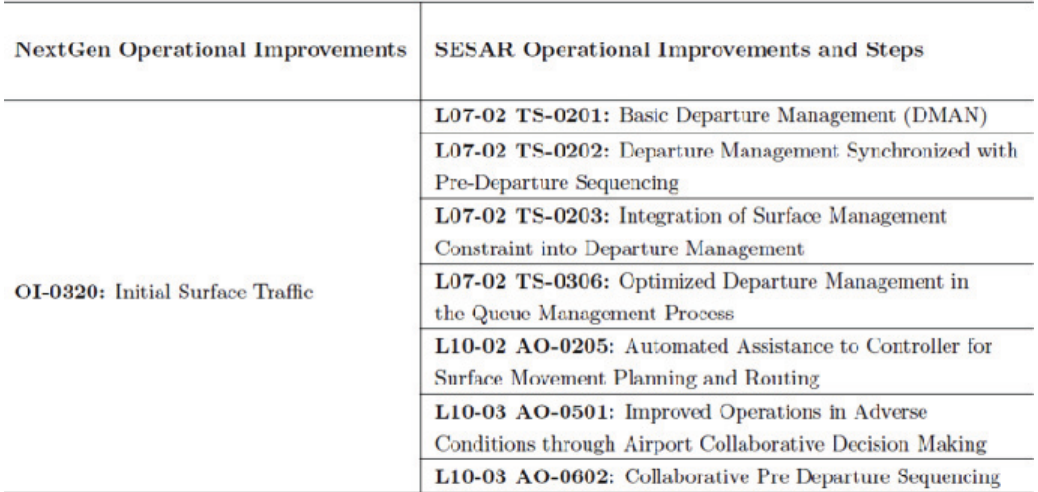 NextGen Operational Improvements
SESAR Operational Improvements and Steps
OI-0320: Initial Surface Traffic
L07-02 TS-0201: Basic Departure Management (DMAN)
L07-02 TS-0202: Departure Management Synchronized with
Pre-Departure Sequencing
L07-02 TS-0203: Integration of Surface Management
Constraint into Departure Management
L07-02 TS-0306: Optimized Departure Management in
the Queue Management Process
L10-02 AO-0205: Automated Assistance to Controller for
Surface Movement Planning and Routing
L10-03 AO-0501: Improved Operations in Adverse
Conditions through Airport Collaborative Decision Making
L10-03 AO-0602: Collaborative Pre Departure Sequencing